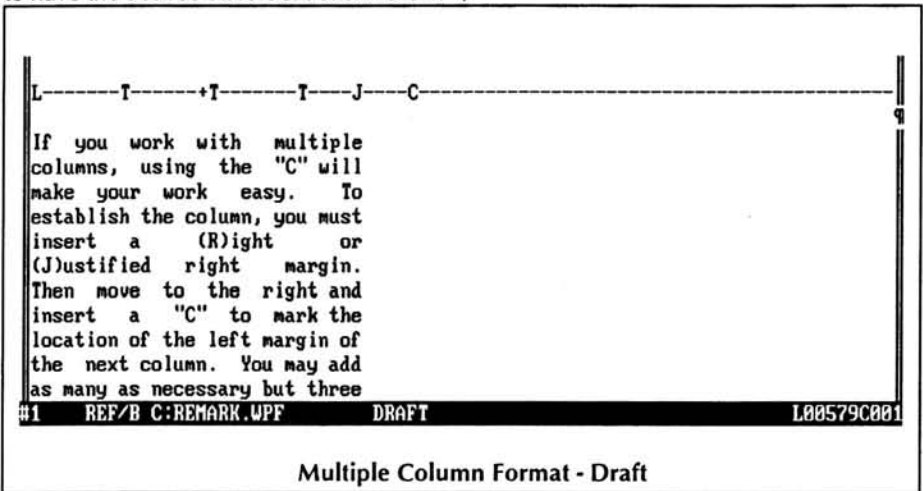 L-------T------+T-------T----J----C------------------------------------------
¶
If you work with multiple
columns, using the "C" will
make your work easy. To
establish the column, you must
insert a (R)ight or
(J)ustified right margin.
Then move to the right and
insert a "C" to mark the
location of the left margin of
the next column. You may add
as many as necessary but three
#1 REF/B C:REMARK.WPF DRAFT L00579C001
Multiple Column Format - Draft